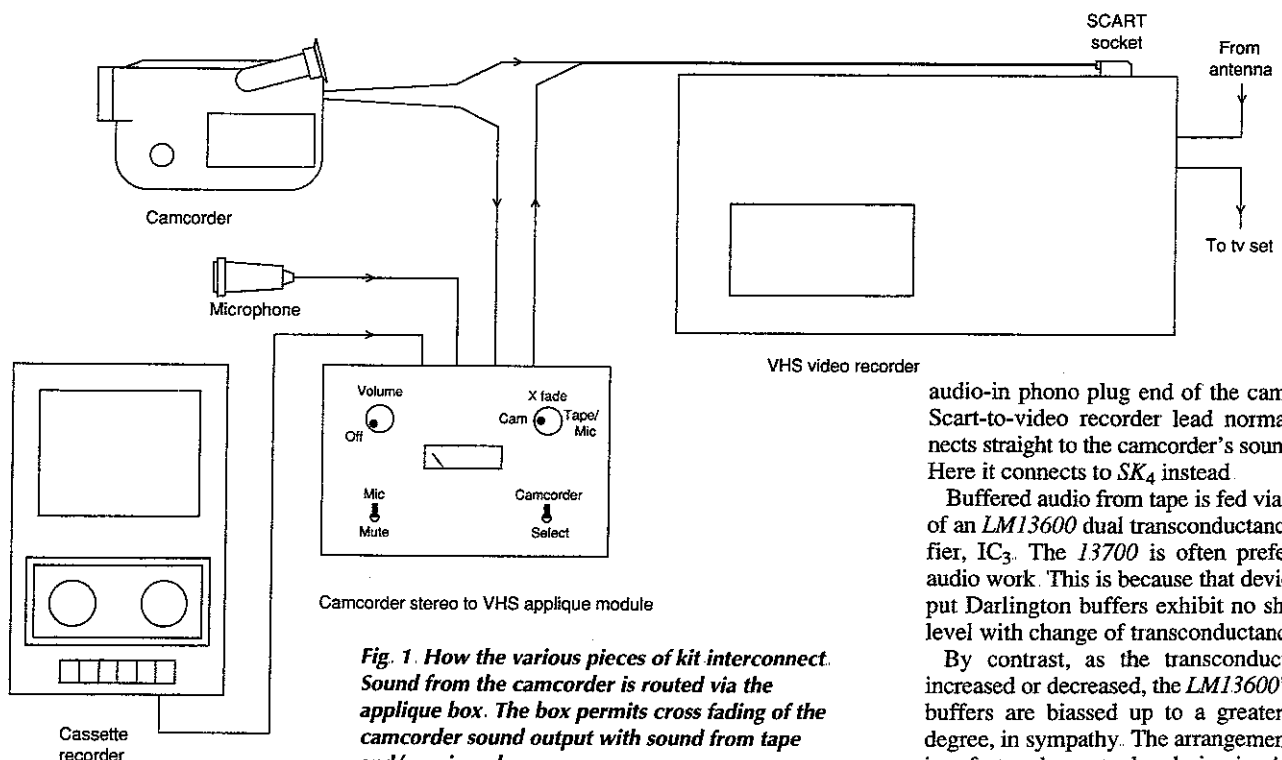 SCART
socket
From
antenna
Camcorder
To tv set
Microphone
VHS video recorder
Volume
Off
X fade
Cam
Tape/
Mic
Mic
Mute
Camcorder
Select
Camcorder stereo to VHS applique module
Cassette
recorder
Fig. 1. How the various pieces of kit interconnect.
Sound from the camcorder is routed via the
applique box. The box permits cross fading of the
camcorder sound output with sound from tape
audio-in phono plug end of the cam
Scart-to-video recorder lead norma
nects straight to the camcorder's soun
Here it connects to SK4 instead
Buffered audio from tape is fed via
of an LM13600 dual transconductanc
fier, IC3. The 13700 is often prefe
audio work. This is because that devi
put Darlington buffers exhibit no sh
level with change of transconductanc
By contrast, as the transconduc
increased or decreased, the LM13600'
buffers are biassed up to a greater
degree, in sympathy. The arrangemen